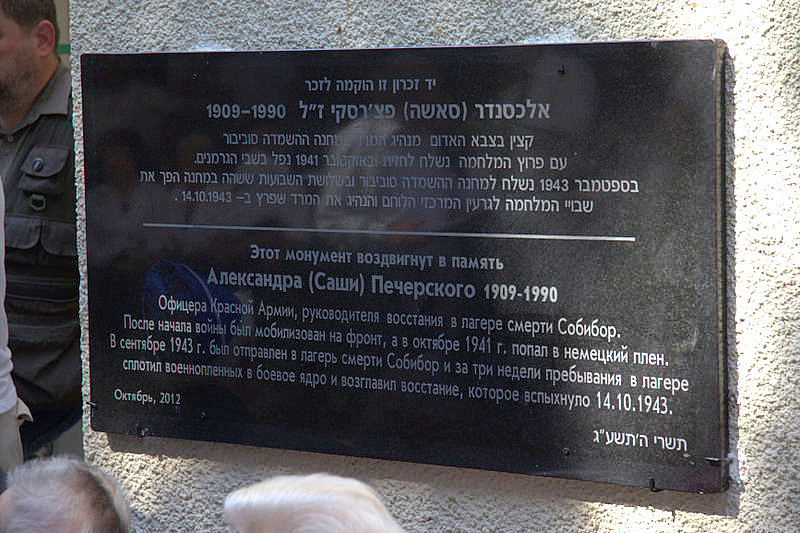 יד זכרון זו הוקמה לזכר
אלכסנדר (סאשה) פצ'רסקי ז"ל 1909-1990
קצין בצבא האדום מנהיג המרד במחנה ההשמדה סוביבור
עם פרוץ המלחמה נשלח לחזית ובאוקטובר 1941 נפל בשבי הגרמנים.
בספטמבר 1943 נשלח למחנה ההשמדה סוביבור ובשלושת השבועות ששהה במחנה הפך את
שבויי המלחמה לגרעין המרכזי הלוחם והנהיג את המרד שפרץ ב- 14.10.1943 .
Этот монумент воздвигнут в память
Александра (Саши) Печерского 1909-1990
Офицера Красной Армии, руководителя восстания в лагере смерти Собибор.
После начала войны был мобилизован на фронт, а в октябре 1941 г. попал в немецкий плен.
В сентябре 1943 г. был отправлен в лагерь смерти Собибор и за три недели пребывания в лагере
сплотил военнопленных в боевое ядро и возглавил восстание, которое вспыхнуло 14.10.1943.
Октябрь, 2012
תשרי ה'תשע"ג